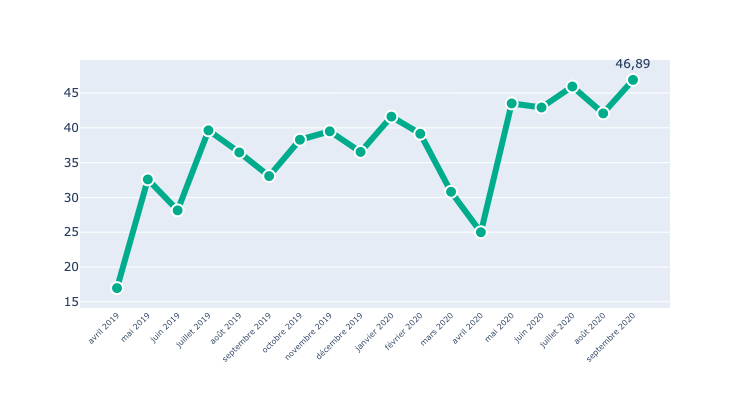 46,89
45
40
35
30
25
20
15
avril 2019
mai 2019
juin 2019
juillet 2019
août 2019
septembre 2019
octobre 2019
novembre 2019
décembre 2019
janvier 2020
février 2020
mars 2020
avril 2020
mai 2020
juin 2020
juillet 2020
août 2020
septembre 2020